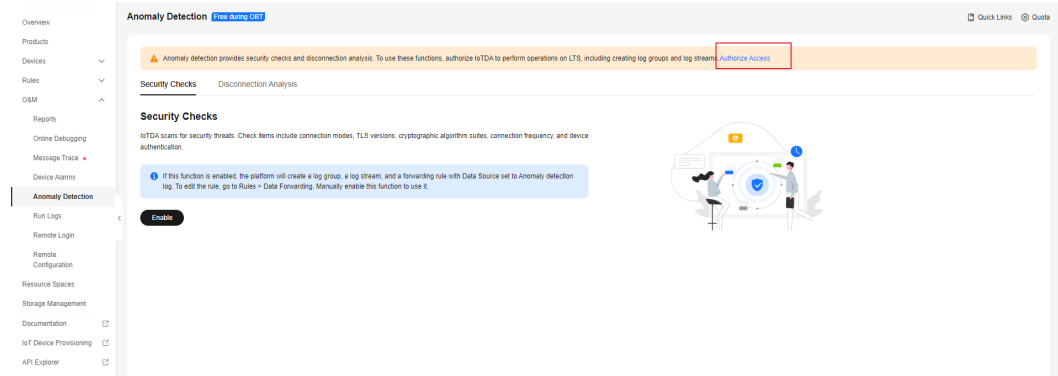 Overview
Products
Devices
Rules
O&M
Reports
Online Debugging
Message Trace
Device Alarms
Anomaly Detection
Run Logs
Remote Login
Remote
Configuration
Resource Spaces
Storage Management
Documentation
IoT Device Provisioning
API Explorer
Anomaly Detection Free during OBT
Quick Links Quota
Anomaly detection provides security checks and disconnection analysis. To use these functions, authorize IoTDA to perform operations on LTS, including creating log groups and log streams. Authorize Access
Security Checks Disconnection Analysis
Security Checks
IoTDA scans for security threats. Check items include connection modes, TLS versions, cryptographic algorithm suites, connection frequency, and device
authentication.
If this function is enabled, the platform will create a log group, a log stream, and a forwarding rule with Data Source set to Anomaly detection
log. To edit the rule, go to Rules > Data Forwarding. Manually enable this function to use it.
Enable